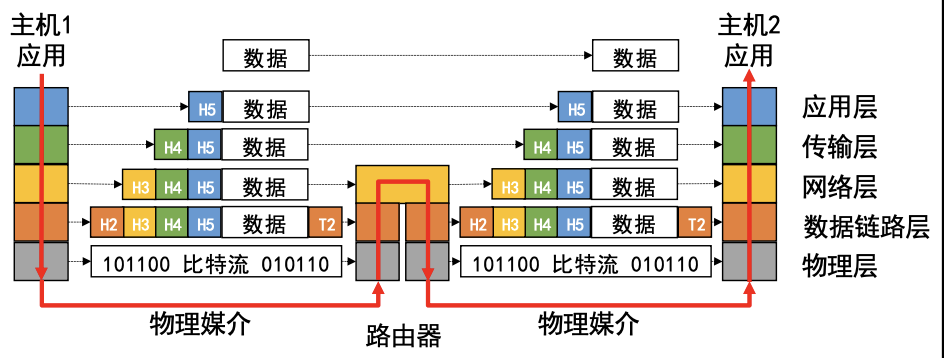 主机1
应用
主机2
应用
数据
数据
H5 数据
H5 数据
应用层
H4 H5 数据
H4 H5 数据
传输层
H3 H4 H5 数据
H3 H4 H5 数据
网络层
H2 H3 H4 H5 数据 T2
H2 H3 H4 H5 数据 T2
数据链路层
101100 比特流 010110
101100 比特流 010110
物理层
物理媒介
路由器
物理媒介